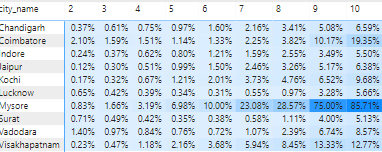 city_name 2 3 4 5 6 7 8 9 10
Chandigarh 0.37% 0.61% 0.75% 0.97% 1.60% 2.16% 3.41% 5.08% 6.59%
Coimbatore 2.10% 1.59% 1.51% 1.14% 1.33% 2.25% 3.82% 10.17% 19.35%
Indore 0.24% 0.37% 0.62% 0.80% 1.21% 1.59% 2.55% 3.49% 5.50%
Jaipur 0.12% 0.30% 0.51% 0.99% 1.50% 2.46% 3.26% 5.17% 6.38%
Kochi 0.17% 0.32% 0.67% 1.21% 2.01% 3.73% 4.76% 6.52% 9.68%
Lucknow 0.65% 0.42% 0.39% 0.34% 0.31% 0.55% 0.97% 3.28% 5.66%
Mysore 0.83% 1.66% 3.19% 6.98% 10.00% 23.08% 28.57% 75.00% 85.71%
Surat 0.71% 0.49% 0.42% 0.35% 0.38% 0.58% 1.11% 4.00% 5.13%
Vadodara 1.40% 0.97% 0.84% 0.76% 0.72% 1.07% 2.39% 6.74% 8.57%
Visakhapatnam 0.23% 0.47% 1.18% 2.16% 3.68% 5.94% 8.45% 13.33% 12.77%